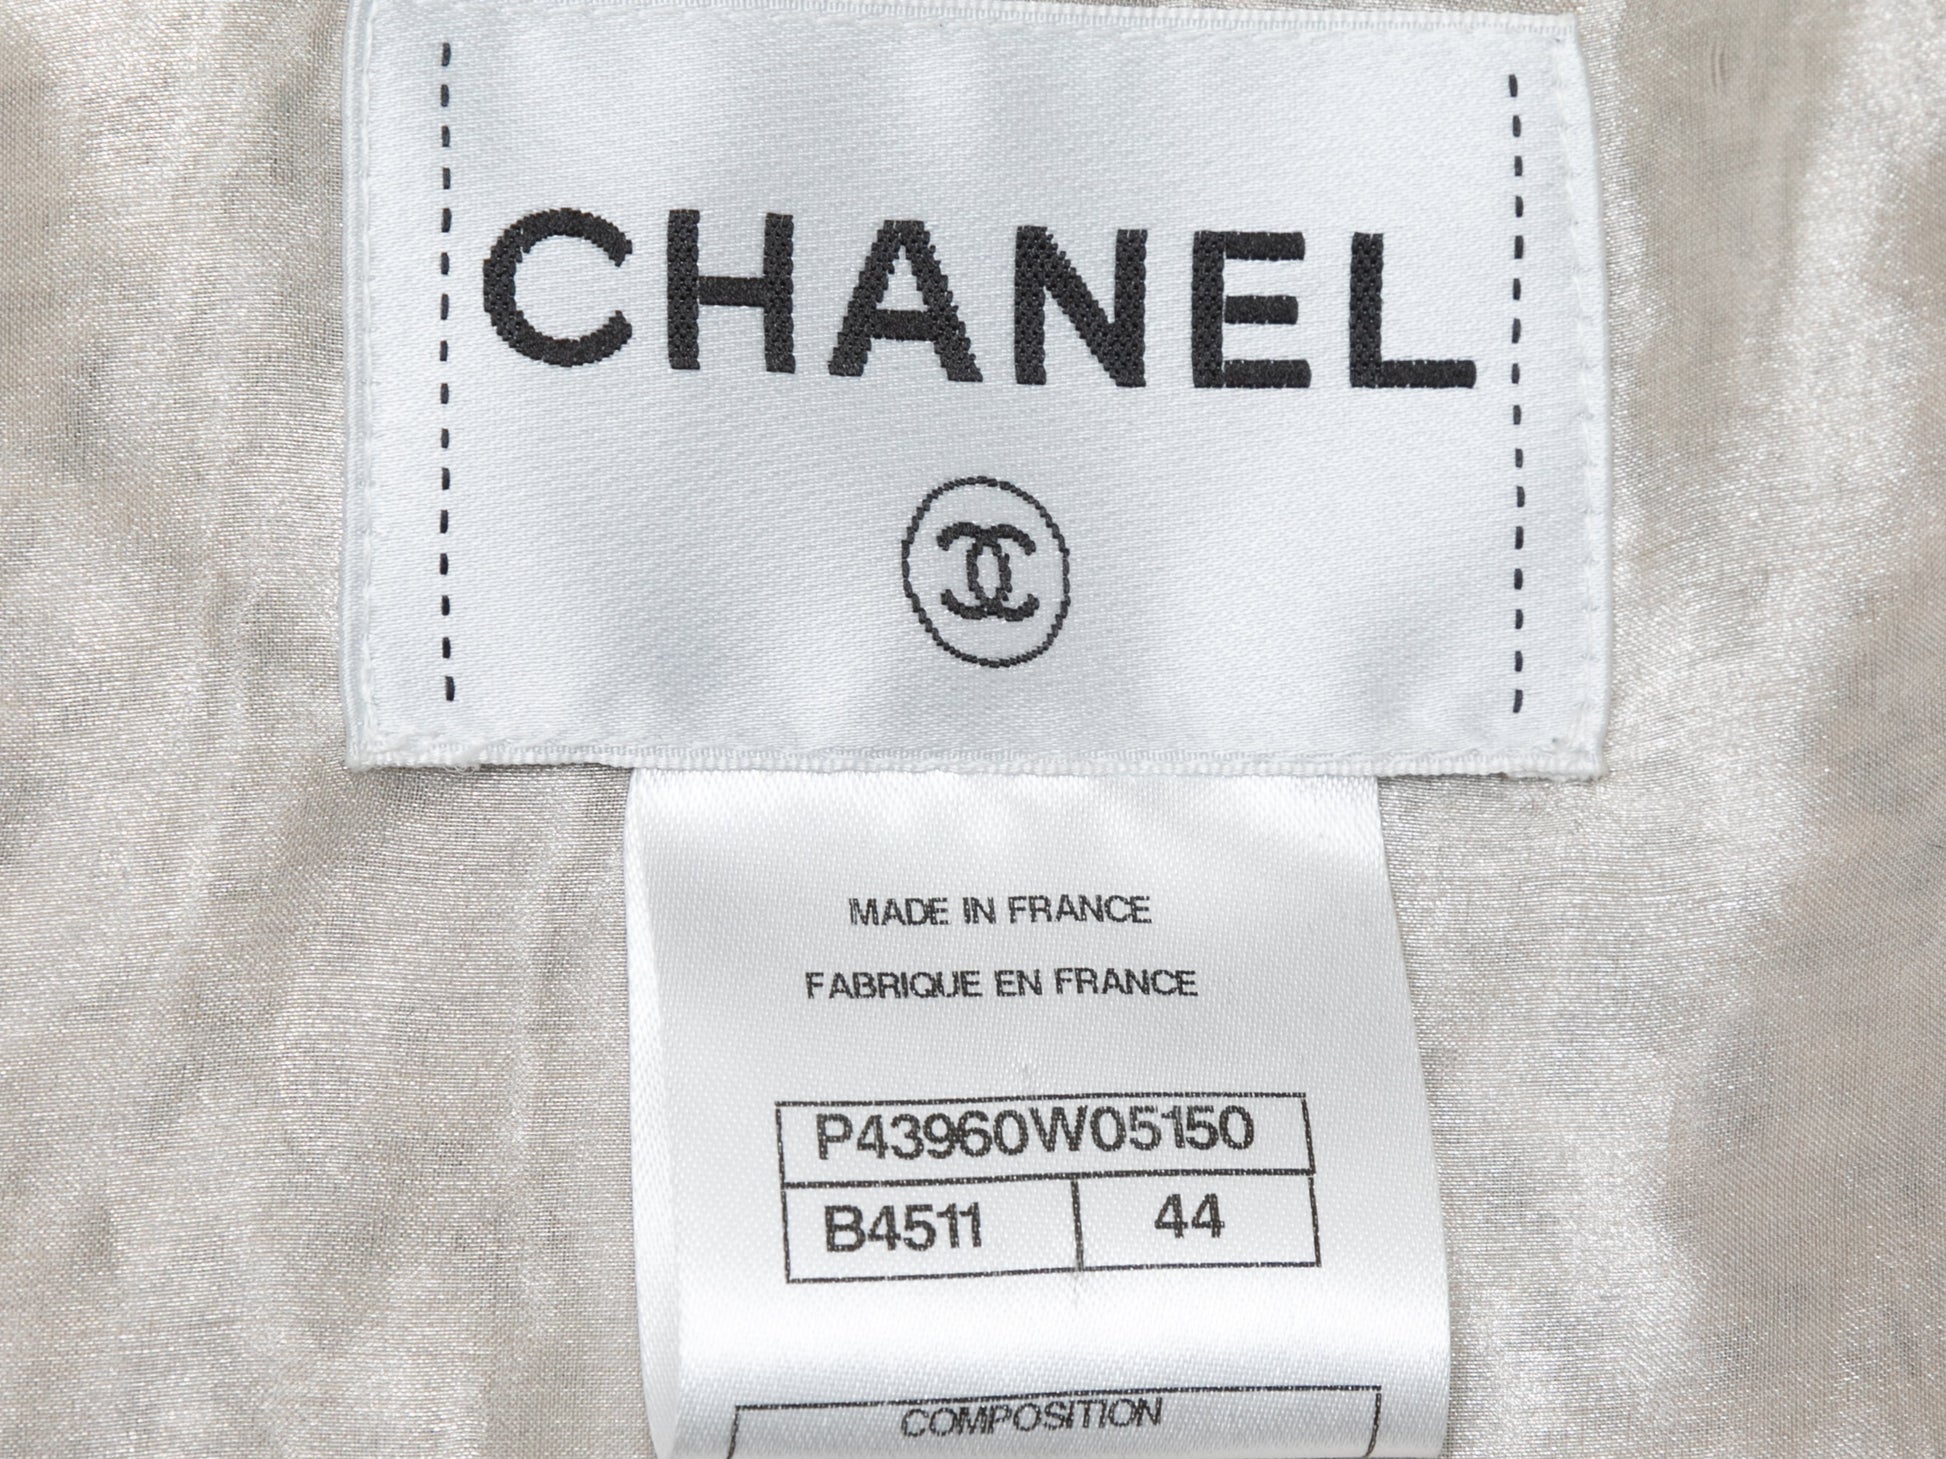 CHANEL
MADE IN FRANCE
FABRIQUE EN FRANCE
P43960W05150
B4511 44
COMPOSITION